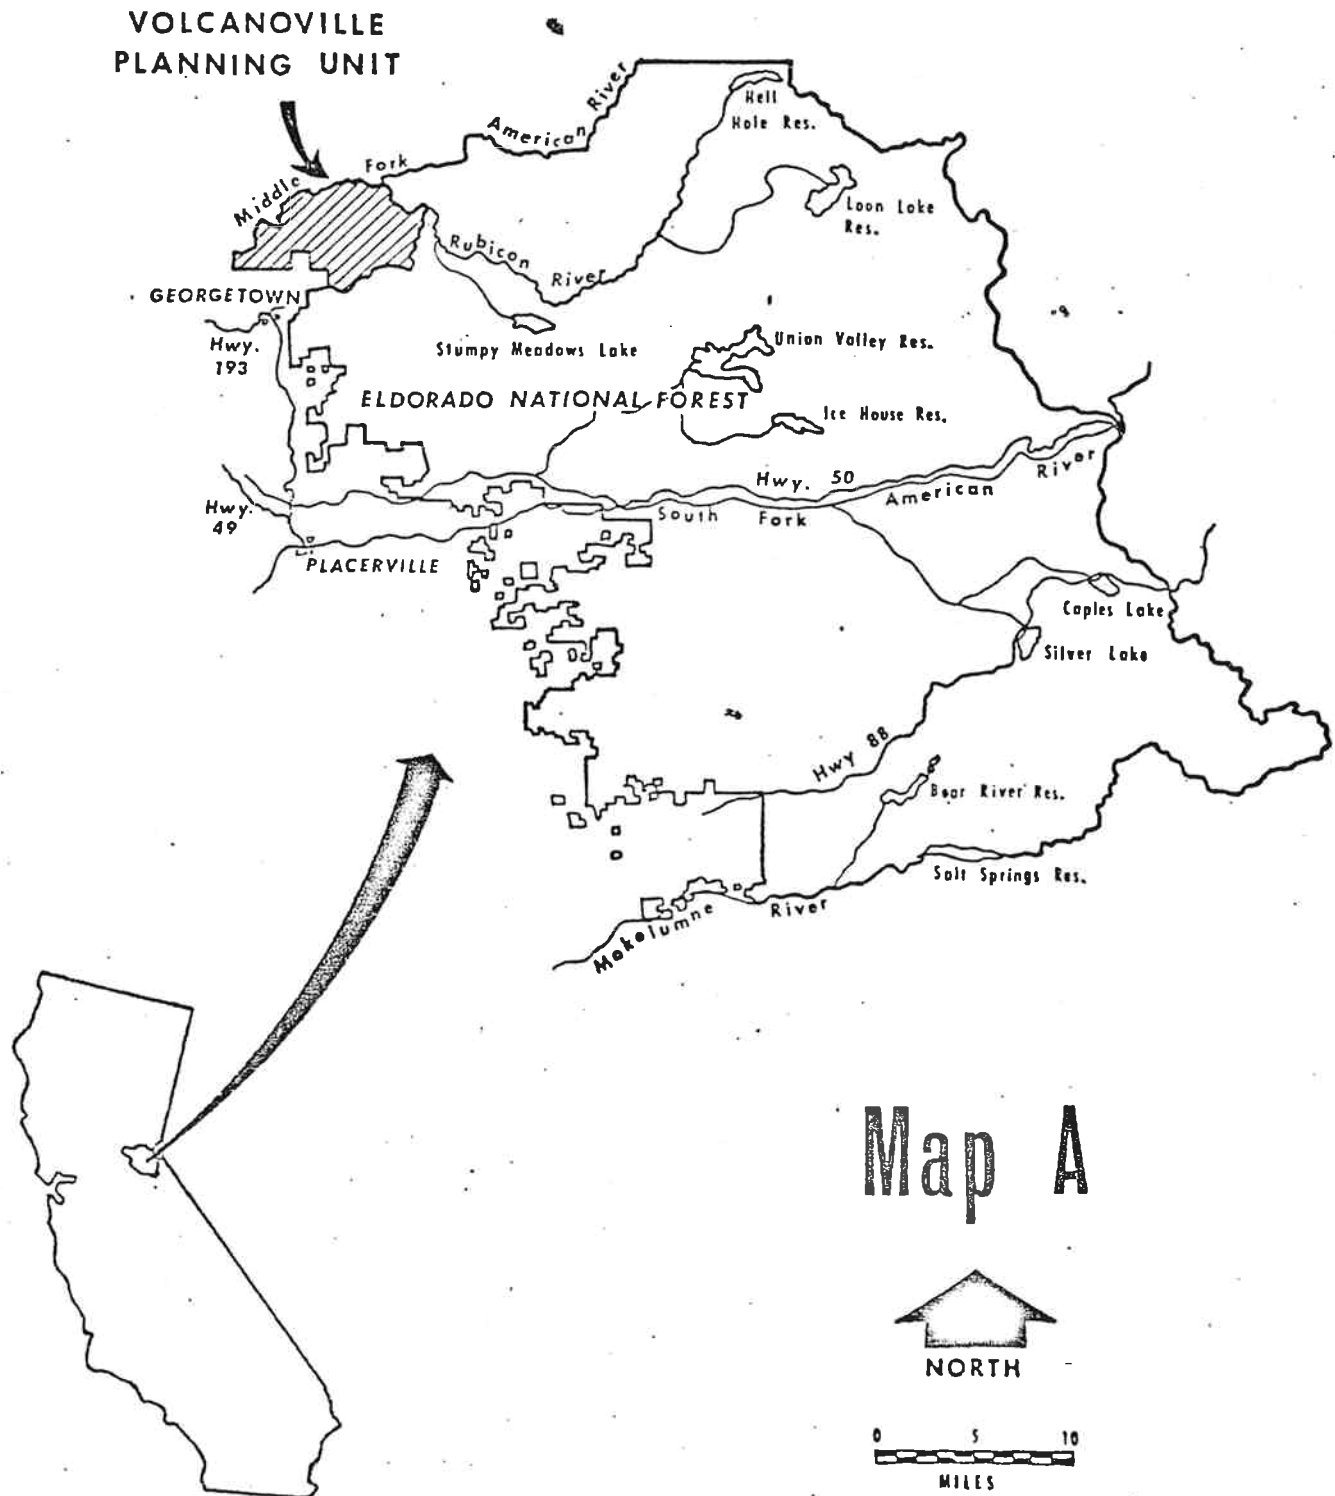 VOLCANOVILLE
PLANNING UNIT
Middle Fork American River
Hell
Hole Res.
Loon Lake
Res.
Rubicon River
GEORGETOWN
Hwy.
193
Stumpy Meadows Lake
Union Valley Res.
ELDORADO NATIONAL FOREST
Ice House Res.
Hwy. 50
South Fork American River
Hwy.
49
PLACERVILLE
Caples Lake
Silver Lake
Hwy 88
Bear River Res.
Salt Springs Res.
Mokelumne River
Map A
NORTH
0 5 10
MILES